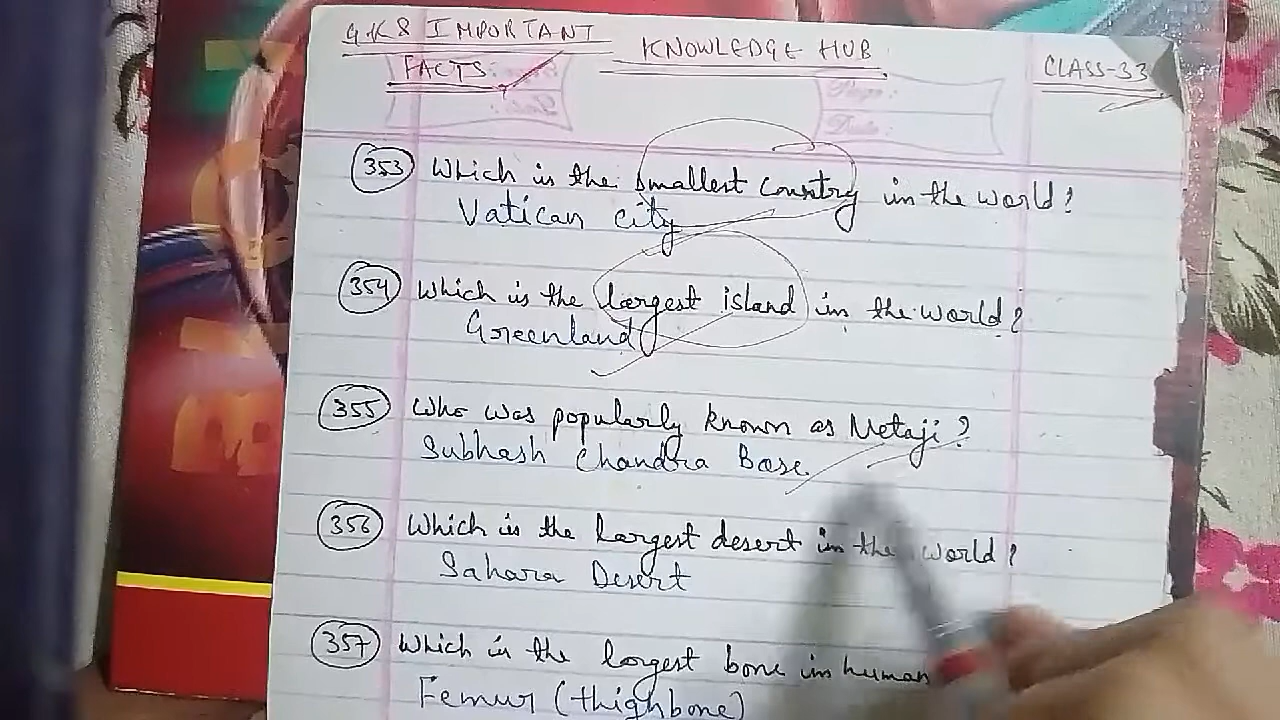 G.K & IMPORTANT FACTS
KNOWLEDGE HUB
CLASS-33
353 Which is the smallest country in the world?
Vatican city
354 Which is the largest island in the world?
Greenland
355 Who was popularly known as Netaji?
Subhash Chandra Bose.
356 Which is the largest desert in the world?
Sahara Desert
357 Which is the largest bone in human
Femur (thighbone)